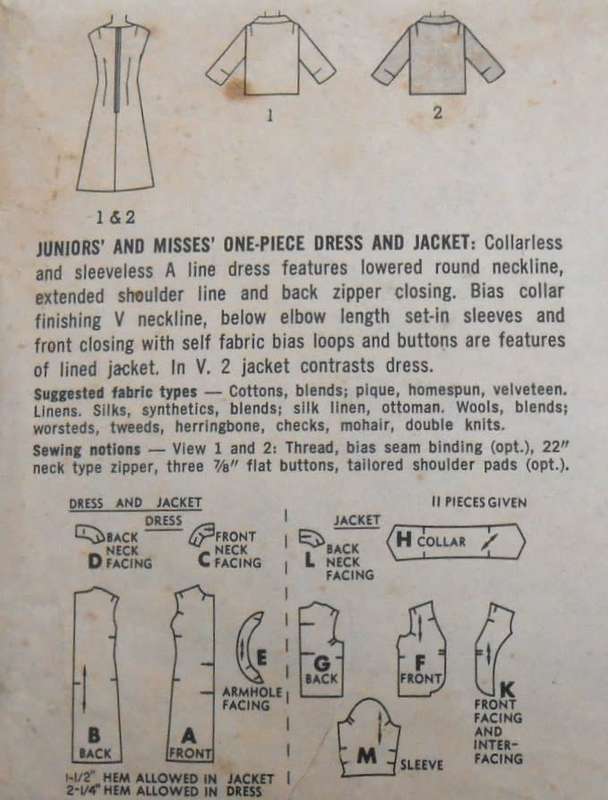 1
2
1 & 2
JUNIORS' AND MISSES' ONE-PIECE DRESS AND JACKET: Collarless
and sleeveless A line dress features lowered round neckline,
extended shoulder line and back zipper closing. Bias collar
finishing V neckline, below elbow length set-in sleeves and
front closing with self fabric bias loops and buttons are features
of lined jacket. In V. 2 jacket contrasts dress.
Suggested fabric types — Cottons, blends; pique, homespun, velveteen.
Linens. Silks, synthetics, blends; silk linen, ottoman. Wools, blends;
worsteds, tweeds, herringbone, checks, mohair, double knits.
Sewing notions — View 1 and 2: Thread, bias seam binding (opt.), 22"
neck type zipper, three 7/8" flat buttons, tailored shoulder pads (opt.).
DRESS AND JACKET
11 PIECES GIVEN
DRESS
D BACK
NECK
FACING
C FRONT
NECK
FACING
JACKET
L BACK
NECK
FACING
H COLLAR
B
BACK
A
FRONT
E
ARMHOLE
FACING
G
BACK
F
FRONT
K
FRONT
FACING
AND
INTER-
FACING
M SLEEVE
1-1/2" HEM ALLOWED IN JACKET
2-1/4" HEM ALLOWED IN DRESS